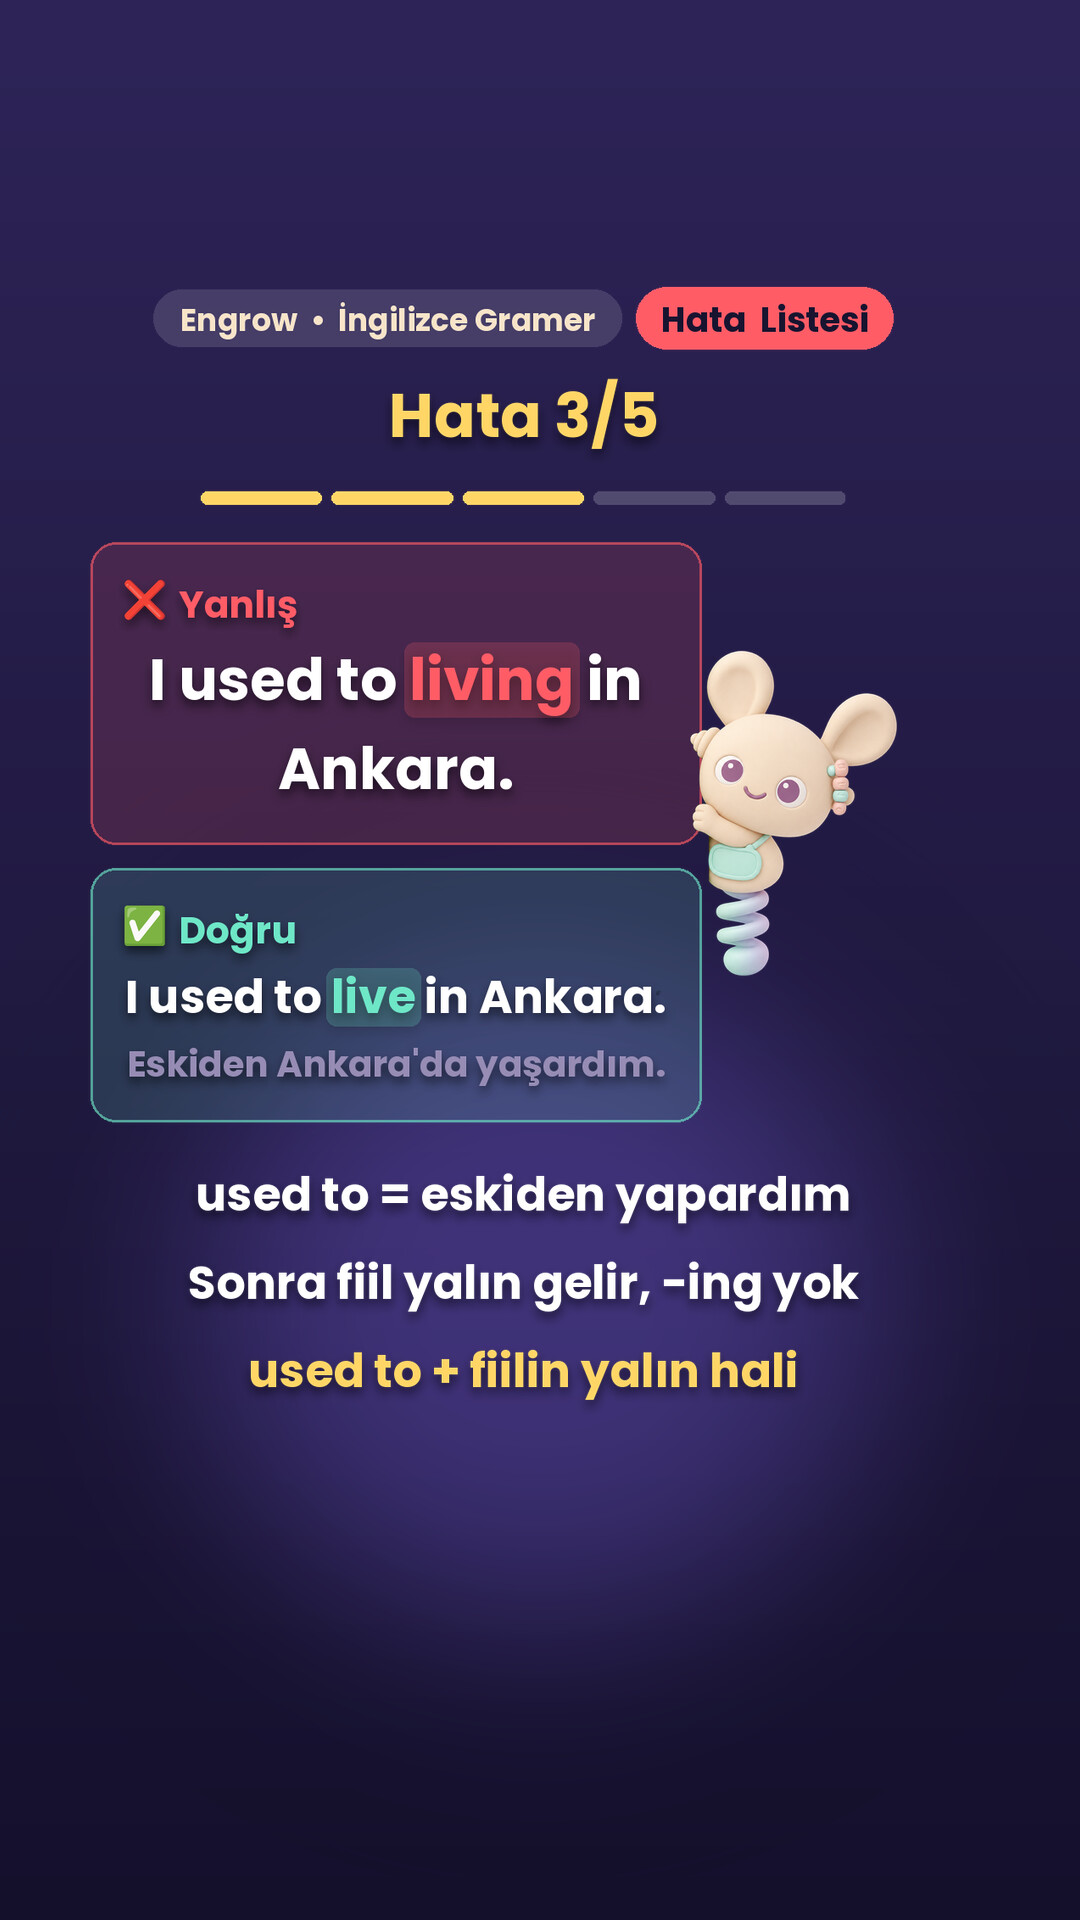 Engrow • İngilizce Gramer
Hata Listesi
Hata 3/5
❌ Yanlış
I used to living in
Ankara.
✅ Doğru
I used to live in Ankara.
Eskiden Ankara'da yaşardım.
used to = eskiden yapardım
Sonra fiil yalın gelir, -ing yok
used to + fiilin yalın hali